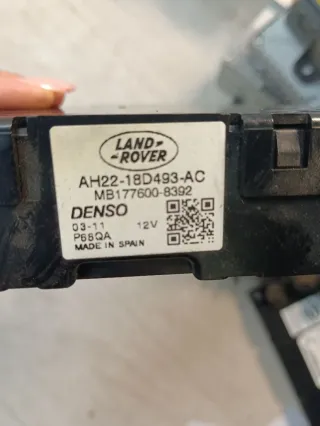 LAND-
-ROVER
AH22-18D493-AC
MB177600-8392
DENSO
03-11 12V
P68QA
MADE IN SPAIN